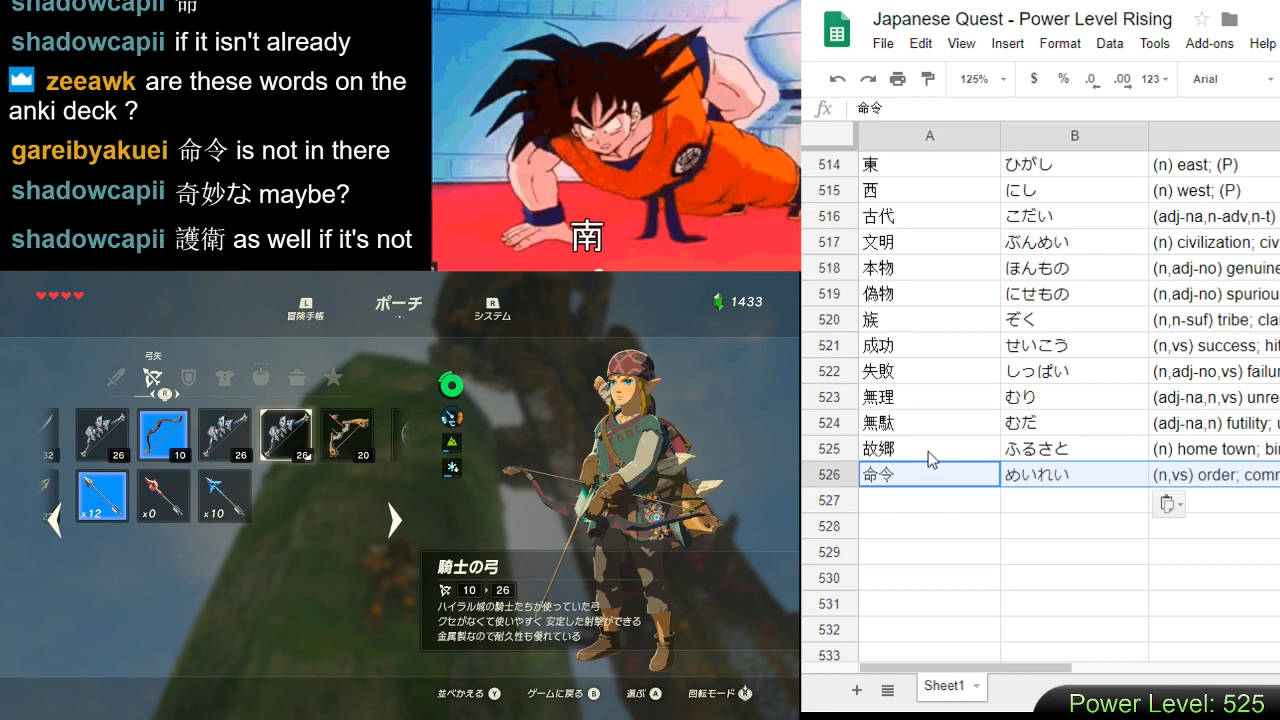 shadowcapii 命
shadowcapii if it isn't already
zeeawk are these words on the
anki deck ?
gareibyakuei 命令 is not in there
shadowcapii 奇妙な maybe?
shadowcapii 護衛 as well if it's not
南
L
冒険手帳
ポーチ
R
システム
1433
弓矢
R
32
26
10
26
26
20
x12
x0
x10
騎士の弓
10 26
ハイラル城の騎士たちが使っていた弓
クセがなくて使いやすく 安定した射撃ができる
金属製なので耐久性も優れている
並べかえる Y
ゲームに戻る B
選ぶ A
回転モード R
Japanese Quest - Power Level Rising
File Edit View Insert Format Data Tools Add-ons Help
125% $ % .0 .00 123 Arial
fx 命令
A B
514 東 ひがし (n) east; (P)
515 西 にし (n) west; (P)
516 古代 こだい (adj-na,n-adv,n-t)
517 文明 ぶんめい (n) civilization; civ
518 本物 ほんもの (n,adj-no) genuine
519 偽物 にせもの (n,adj-no) spuriou
520 族 ぞく (n,n-suf) tribe; cla
521 成功 せいこう (n,vs) success; hit
522 失敗 しっぱい (n,adj-no,vs) failur
523 無理 むり (adj-na,n,vs) unre
524 無駄 むだ (adj-na,n) futility; u
525 故郷 ふるさと (n) home town; bir
526 命令 めいれい (n,vs) order; comm
527
528
529
530
531
532
533
Sheet1
Power Level: 525